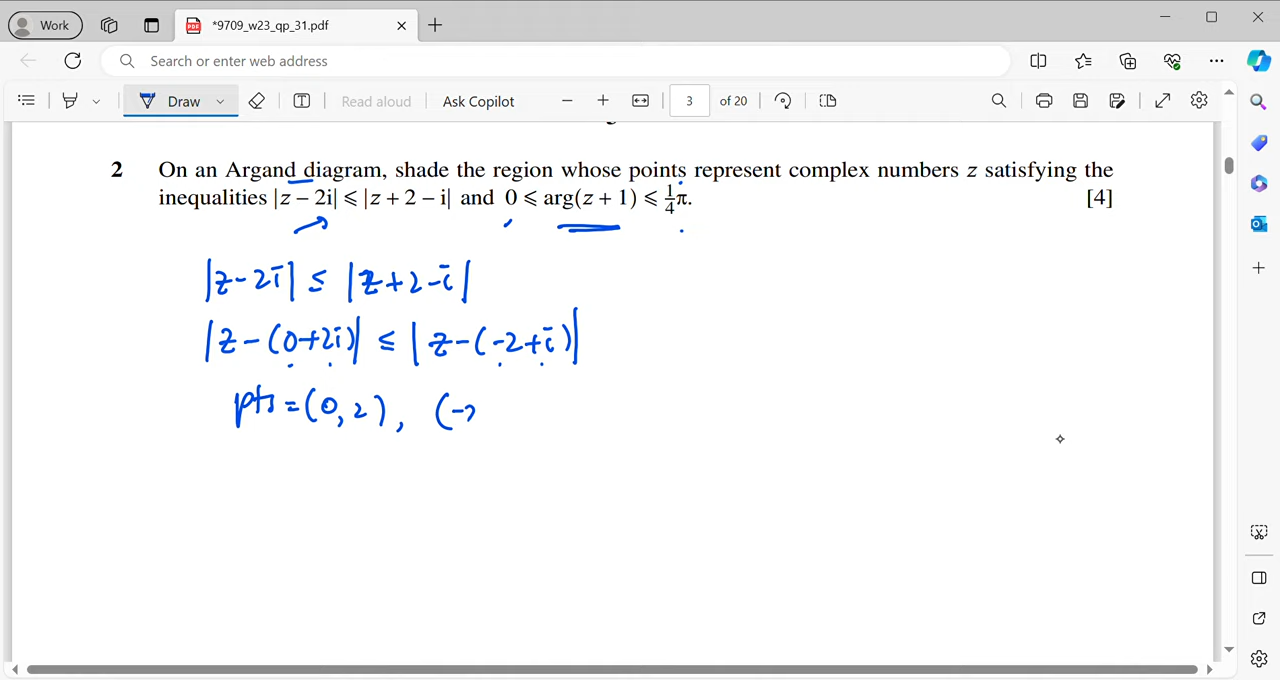 Work
*9709_w23_qp_31.pdf
Search or enter web address
Draw
Read aloud
Ask Copilot
3 of 20
2 On an Argand diagram, shade the region whose points represent complex numbers z satisfying the
inequalities |z − 2i| ⩽ |z + 2 − i| and 0 ⩽ arg(z + 1) ⩽ 1/4 π. [4]
|z-2i| ≤ |z+2-i|
|z-(0+2i)| ≤ |z-(-2+i)|
pts=(0,2), (-2